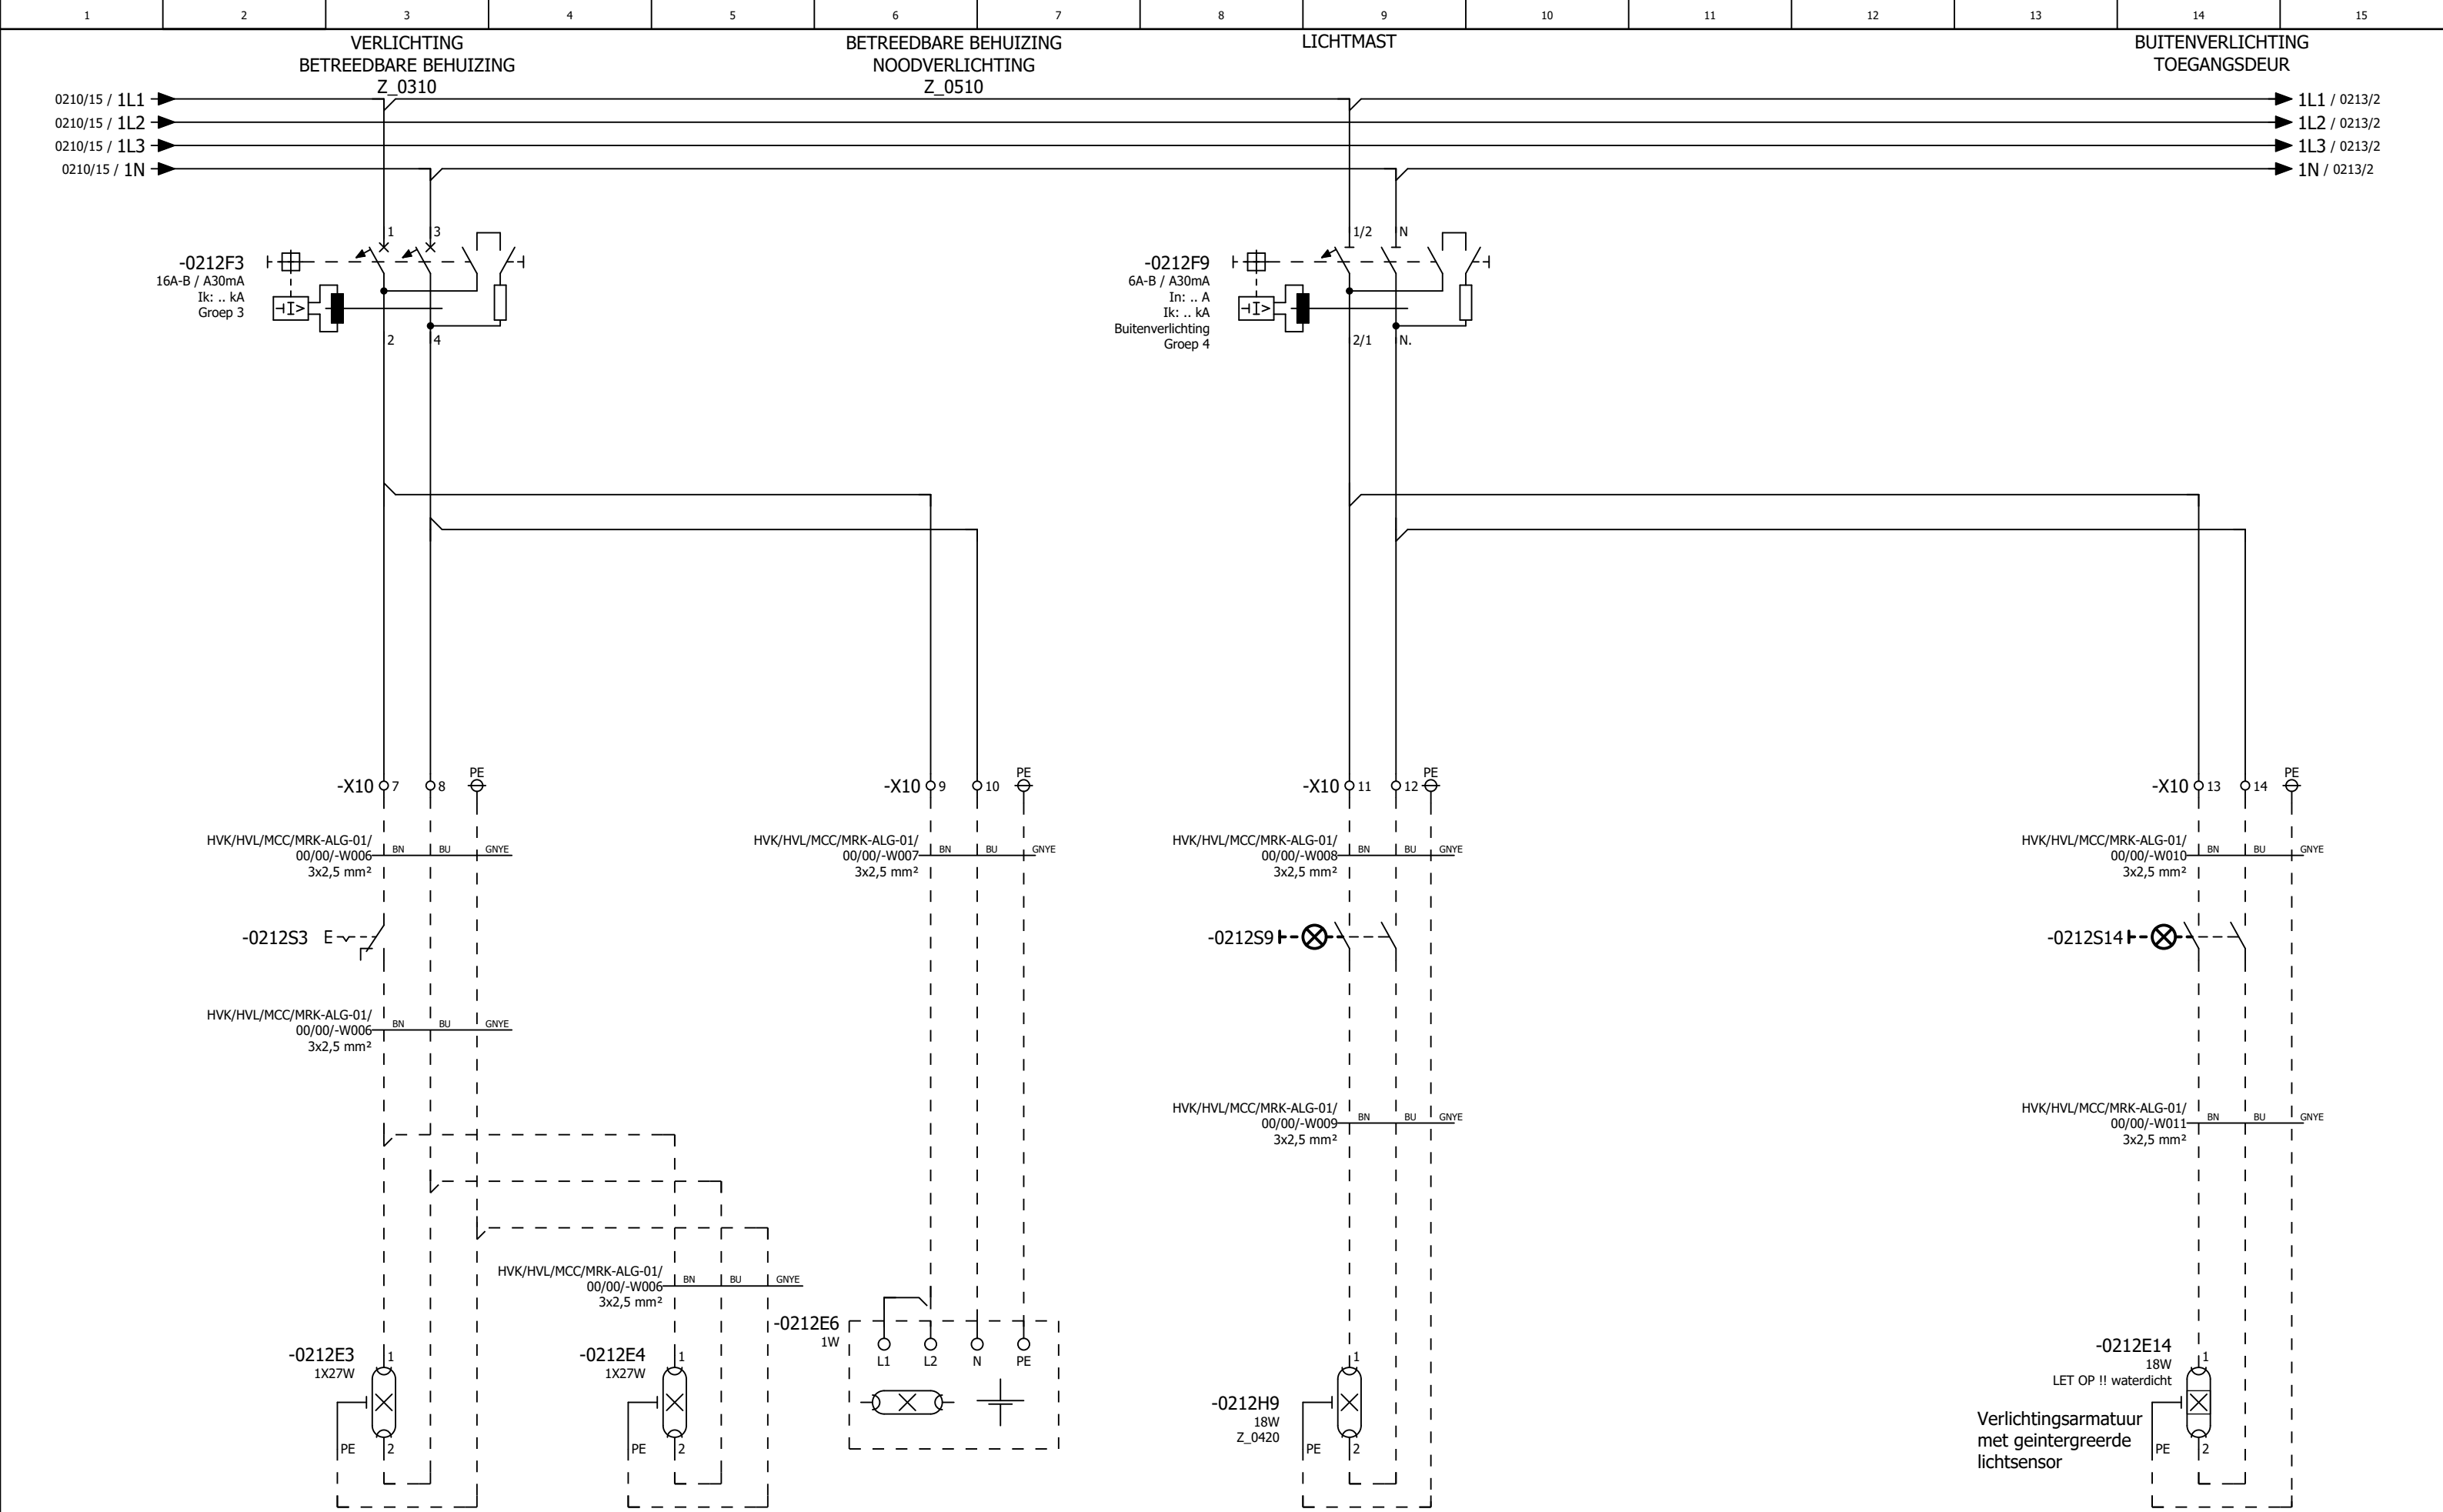 1 2 3 4 5 6 7 8 9 10 11 12 13 14 15
VERLICHTING
BETREEDBARE BEHUIZING
Z_0310
BETREEDBARE BEHUIZING
NOODVERLICHTING
Z_0510
LICHTMAST
BUITENVERLICHTING
TOEGANGSDEUR
0210/15 / 1L1
0210/15 / 1L2
0210/15 / 1L3
0210/15 / 1N
1L1 / 0213/2
1L2 / 0213/2
1L3 / 0213/2
1N / 0213/2
-0212F3
16A-B / A30mA
Ik: .. kA
Groep 3
1 3
I>
2 4
-0212F9
6A-B / A30mA
In: .. A
Ik: .. kA
Buitenverlichting
Groep 4
1/2 N
I>
2/1 N.
-X10 7 8 PE
-X10 9 10 PE
-X10 11 12 PE
-X10 13 14 PE
HVK/HVL/MCC/MRK-ALG-01/
00/00/-W006 BN BU GNYE
3x2,5 mm²
HVK/HVL/MCC/MRK-ALG-01/
00/00/-W007 BN BU GNYE
3x2,5 mm²
HVK/HVL/MCC/MRK-ALG-01/
00/00/-W008 BN BU GNYE
3x2,5 mm²
HVK/HVL/MCC/MRK-ALG-01/
00/00/-W010 BN BU GNYE
3x2,5 mm²
-0212S3
-0212S9
-0212S14
HVK/HVL/MCC/MRK-ALG-01/
00/00/-W006 BN BU GNYE
3x2,5 mm²
HVK/HVL/MCC/MRK-ALG-01/
00/00/-W009 BN BU GNYE
3x2,5 mm²
HVK/HVL/MCC/MRK-ALG-01/
00/00/-W011 BN BU GNYE
3x2,5 mm²
HVK/HVL/MCC/MRK-ALG-01/
00/00/-W006 BN BU GNYE
3x2,5 mm²
-0212E3
1X27W
1
PE 2
-0212E4
1X27W
1
PE 2
-0212E6
1W
L1 L2 N PE
-0212H9
18W
Z_0420
1
PE 2
-0212E14
18W
LET OP !! waterdicht
1
Verlichtingsarmatuur
met geintergreerde
lichtsensor
PE 2